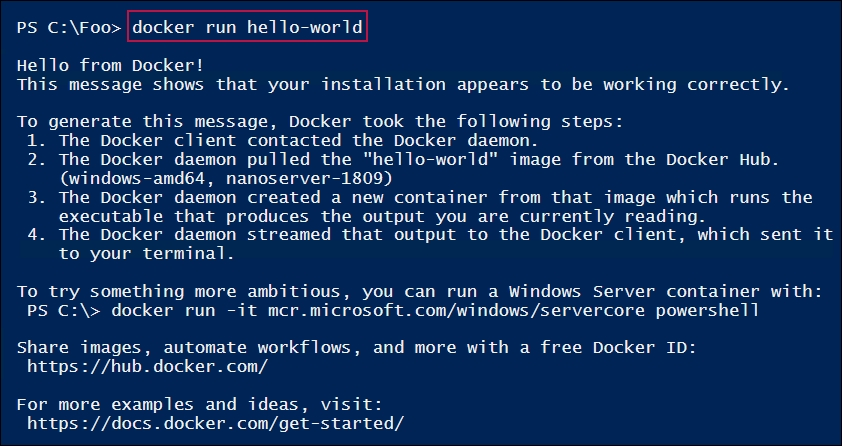 PS C:\Foo> docker run hello-world
Hello from Docker!
This message shows that your installation appears to be working correctly.
To generate this message, Docker took the following steps:
1. The Docker client contacted the Docker daemon.
2. The Docker daemon pulled the "hello-world" image from the Docker Hub.
(windows-amd64, nanoserver-1809)
3. The Docker daemon created a new container from that image which runs the
executable that produces the output you are currently reading.
4. The Docker daemon streamed that output to the Docker client, which sent it
to your terminal.
To try something more ambitious, you can run a Windows Server container with:
PS C:\> docker run -it mcr.microsoft.com/windows/servercore powershell
Share images, automate workflows, and more with a free Docker ID:
https://hub.docker.com/
For more examples and ideas, visit:
https://docs.docker.com/get-started/